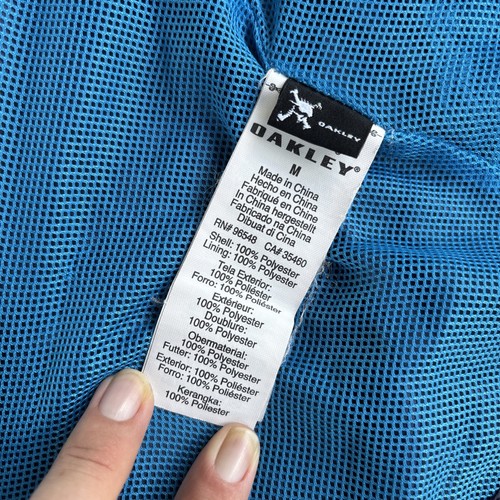 OAKLEY
OAKLEY®
M
Made in China
Hecho en China
Fabriqué en Chine
In China hergestellt
Fabricado na China
Dibuat di Cina
RN# 96548 CA# 35460
Shell: 100% Polyester
Lining: 100% Polyester
Tela Exterior:
100% Poliéster
Forro: 100% Poliéster
Extérieur:
100% Polyester
Doublure:
100% Polyester
Obermaterial:
100% Polyester
Futter: 100% Polyester
Exterior: 100% Poliéster
Forro: 100% Poliéster
Kerangka:
100% Poliester